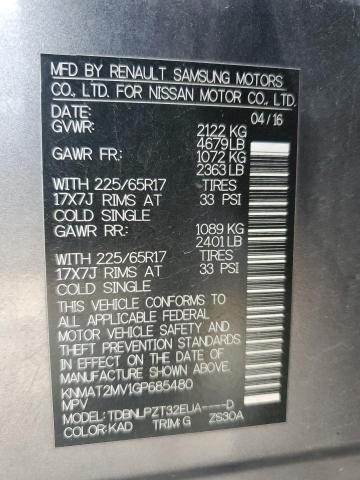 MFD BY RENAULT SAMSUNG MOTORS
CO., LTD. FOR NISSAN MOTOR CO., LTD.
DATE: 04/16
GVWR: 2122 KG
4679LB
GAWR FR: 1072 KG
2363 LB
WITH 225/65R17 TIRES
17X7J RIMS AT 33 PSI
COLD SINGLE
GAWR RR: 1089 KG
2401 LB
WITH 225/65R17 TIRES
17X7J RIMS AT 33 PSI
COLD SINGLE
THIS VEHICLE CONFORMS TO
ALL APPLICABLE FEDERAL
MOTOR VEHICLE SAFETY AND
THEFT PREVENTION STANDARDS
IN EFFECT ON THE DATE OF
MANUFACTURE SHOWN ABOVE.
KNMAT2MV1GP685480
MPV
MODEL: TDBNLPZT32EUA----D
COLOR: KAD TRIM: G ZS30A